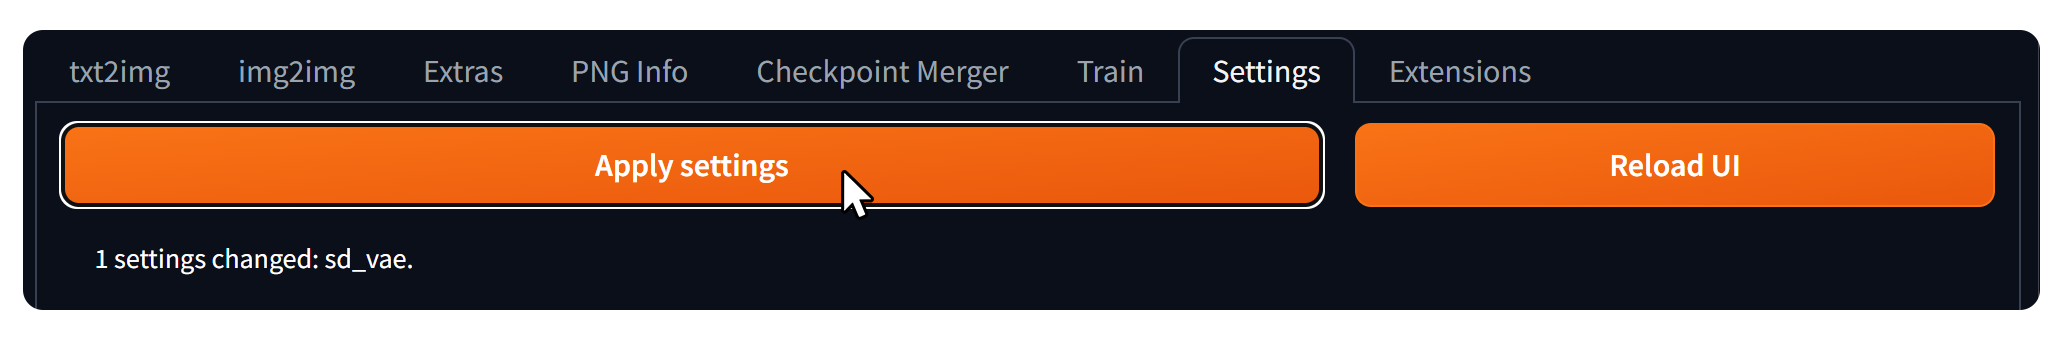 txt2img img2img Extras PNG Info Checkpoint Merger Train Settings Extensions
Apply settings Reload UI
1 settings changed: sd_vae.